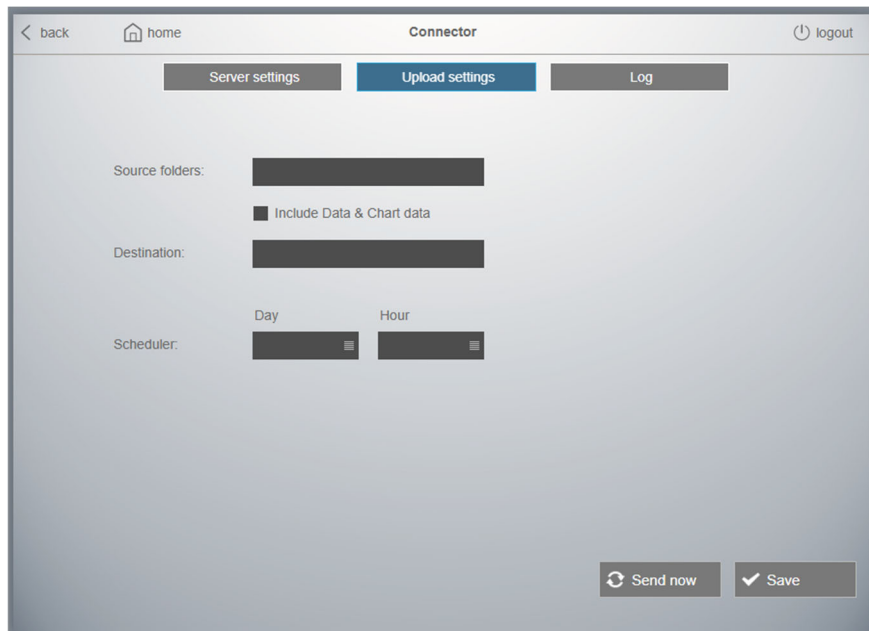 back home Connector logout
Server settings Upload settings Log
Source folders:
Include Data & Chart data
Destination:
Day Hour
Scheduler:
Send now Save